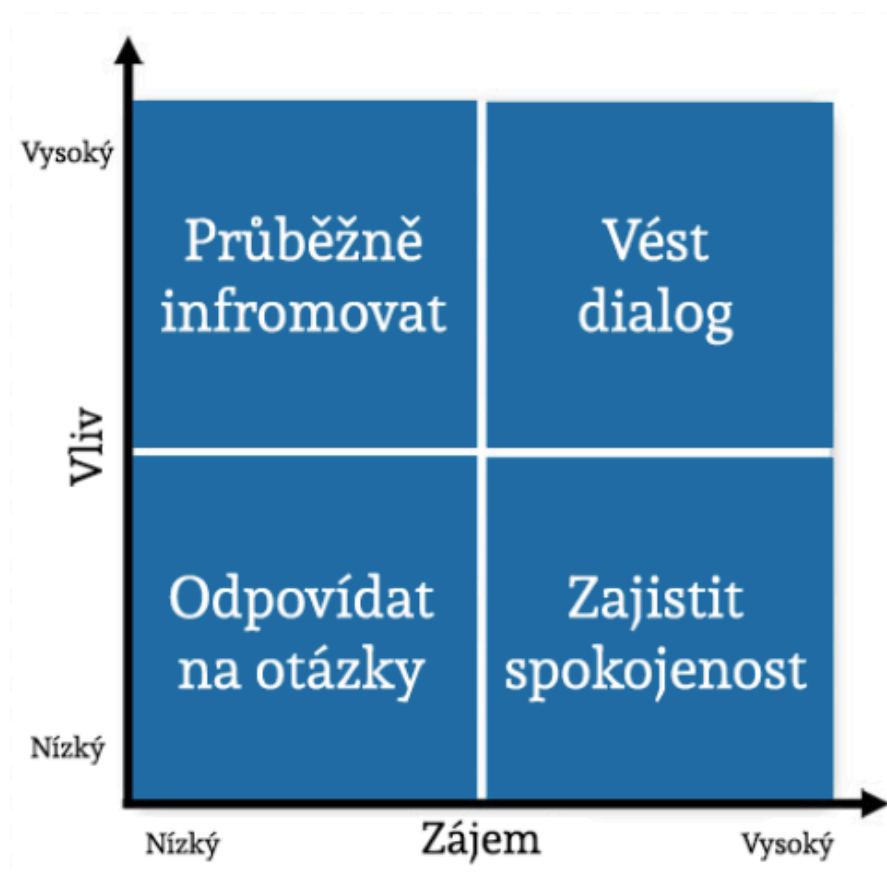 Vysoký
Průběžně
infromovat
Vést
dialog
Vliv
Odpovídat
na otázky
Zajistit
spokojenost
Nízký
Nízký
Zájem
Vysoký